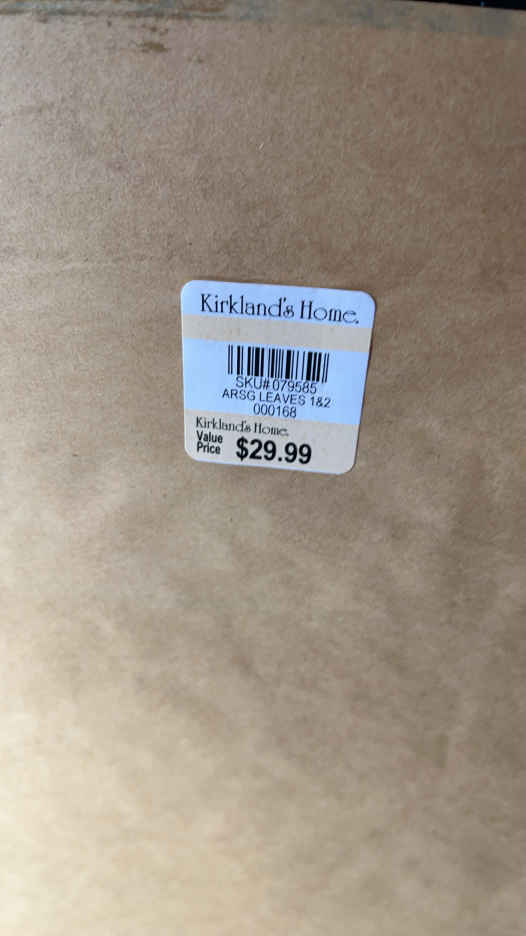 Kirkland's Home.
SKU# 079585
ARSG LEAVES 1&2
000168
Kirkland's Home.
Value
Price $29.99